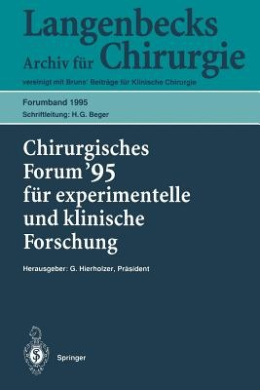 Langenbecks
Archiv für Chirurgie
vereinigt mit Bruns' Beiträge für Klinische Chirurgie
Forumband 1995
Schriftleitung: H.G. Beger
Chirurgisches
Forum '95
für experimentelle
und klinische
Forschung
Herausgeber: G. Hierholzer, Präsident
Springer